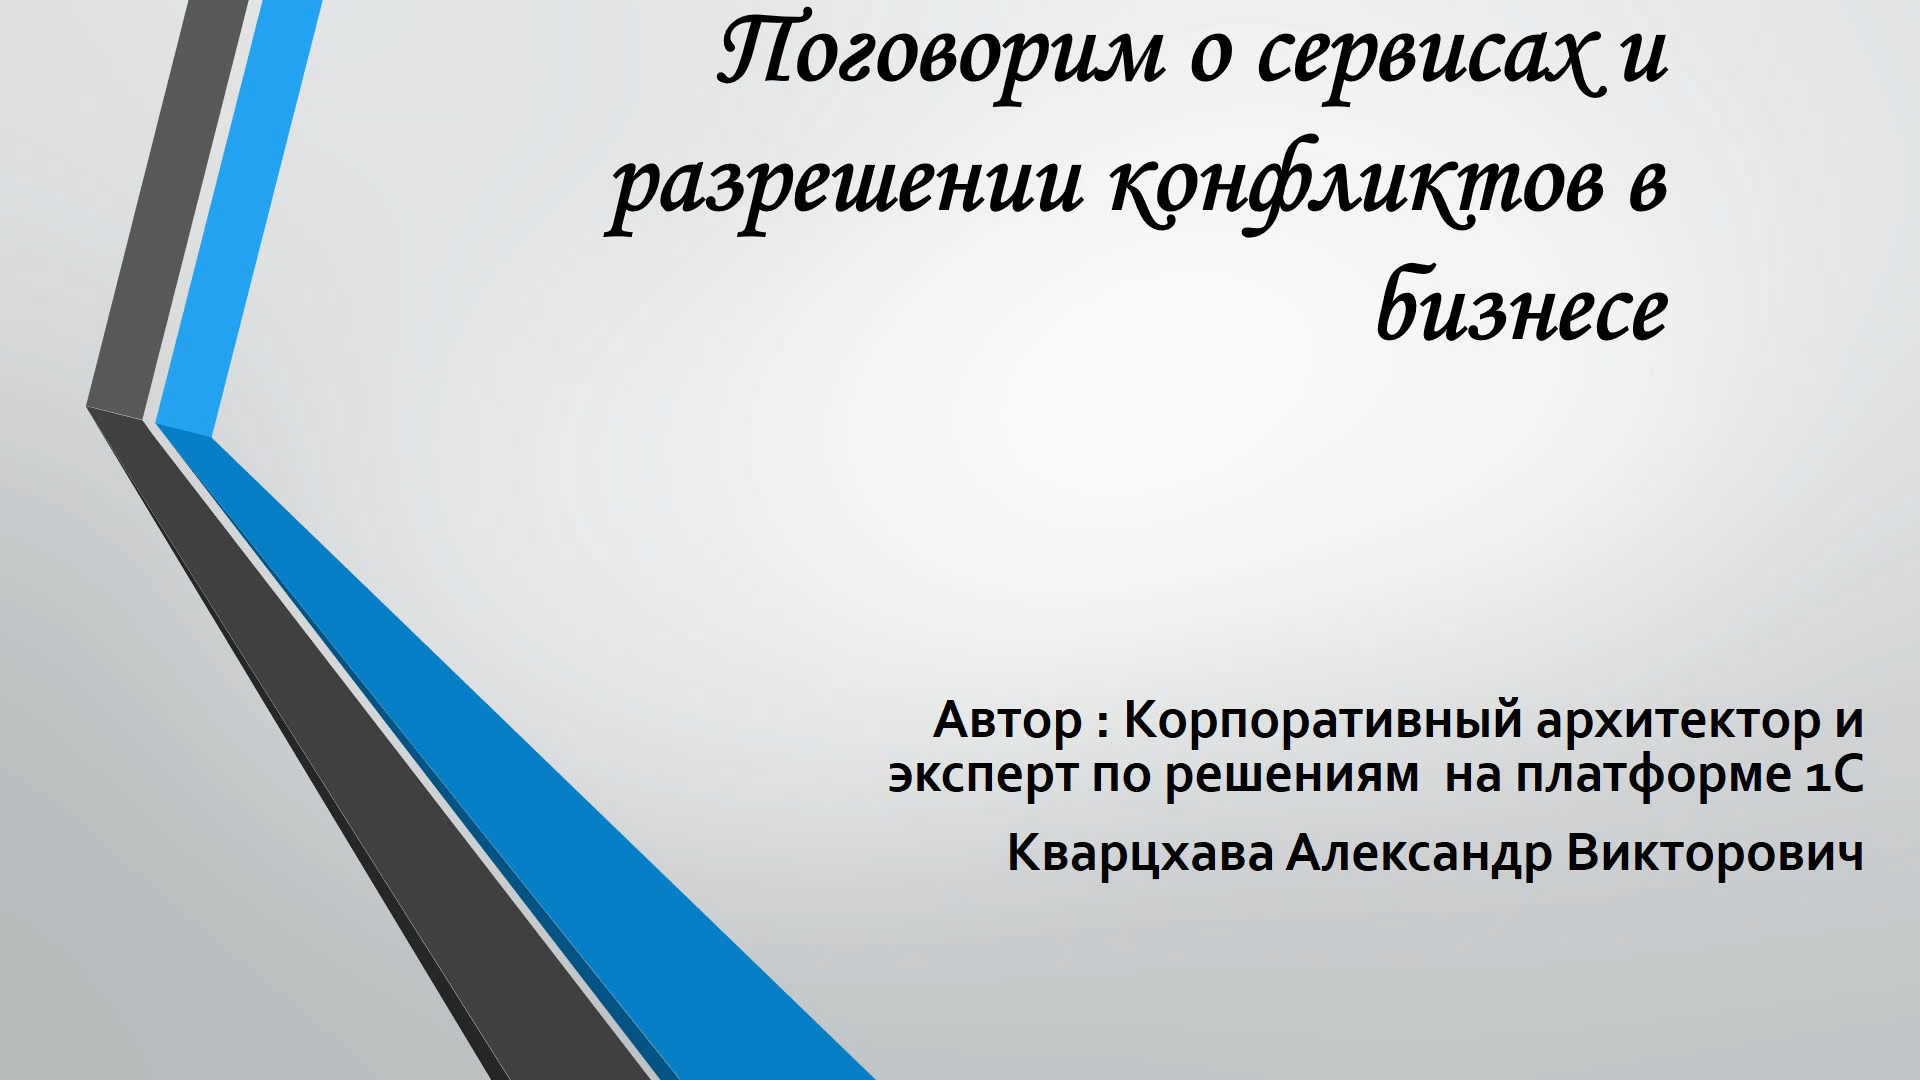 Поговорим о сервисах и
разрешении конфликтов в
бизнесе
Автор : Корпоративный архитектор и
эксперт по решениям  на платформе 1С
Кварцхава Александр Викторович